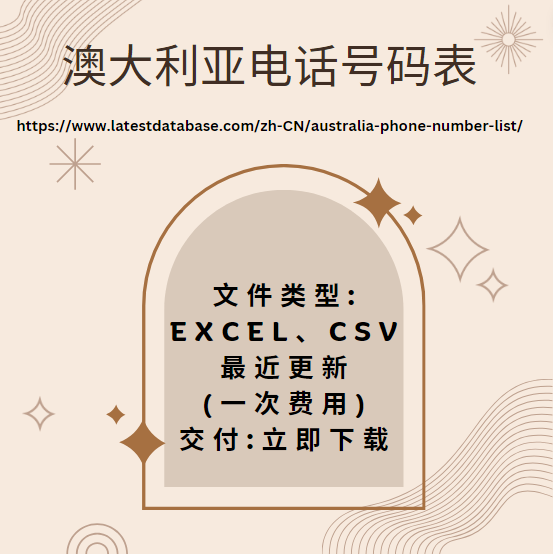 澳大利亚电话号码表
https://www.latestdatabase.com/zh-CN/australia-phone-number-list/
文件类型:
EXCEL、CSV
最近更新
(一次费用)
交付:立即下载